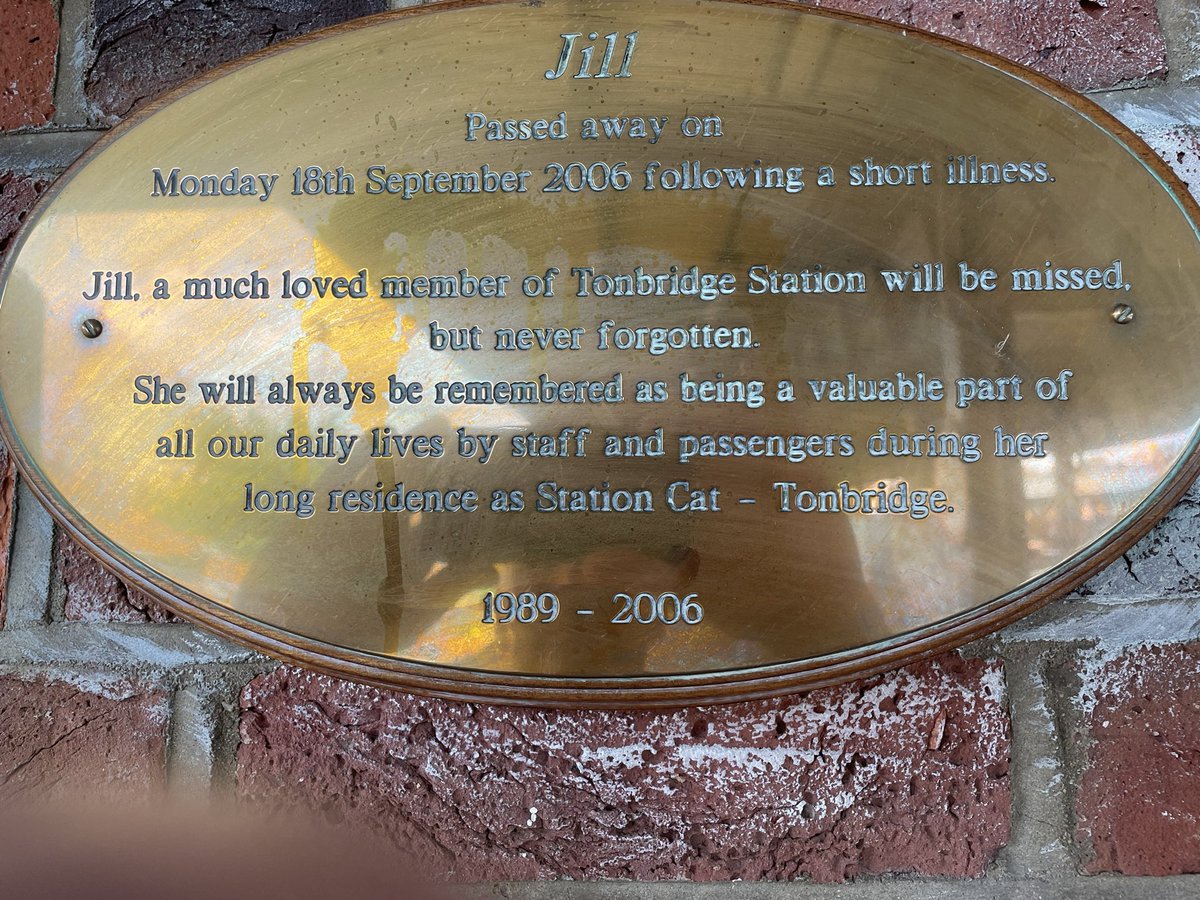 Jill
Passed away on
Monday 18th September 2006 following a short illness.
Jill, a much loved member of Tonbridge Station will be missed,
but never forgotten.
She will always be remembered as being a valuable part of
all our daily lives by staff and passengers during her
long residence as Station Cat – Tonbridge.
1989 – 2006